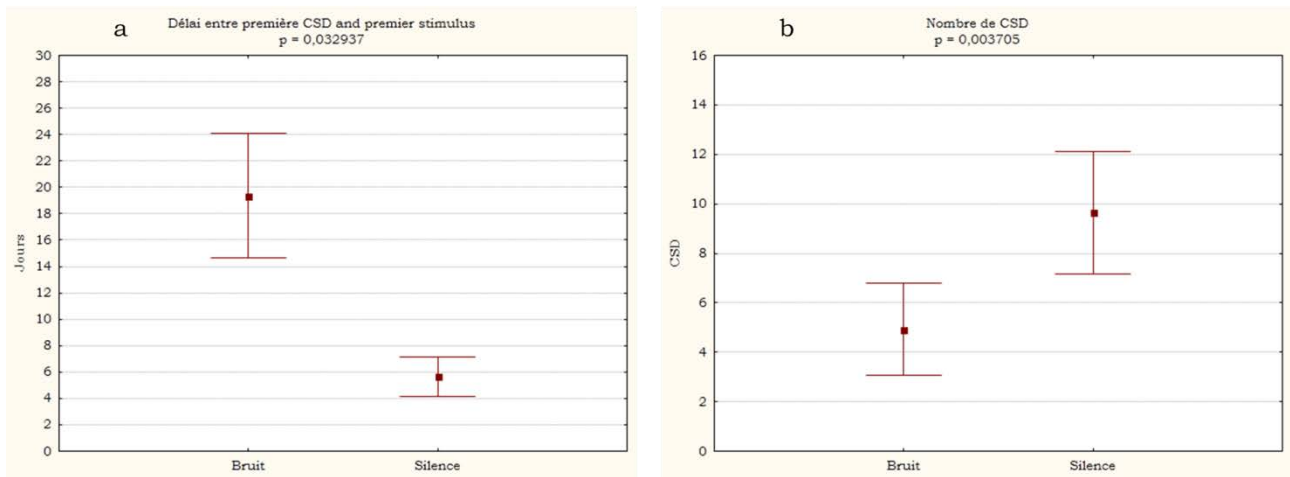 a
Délai entre première CSD and premier stimulus
p = 0,032937
30
28
26
24
22
20
18
16
14
12
10
8
6
4
2
0
Jours
Bruit
Silence
b
Nombre de CSD
p = 0,003705
16
14
12
10
8
6
4
2
0
CSD
Bruit
Silence